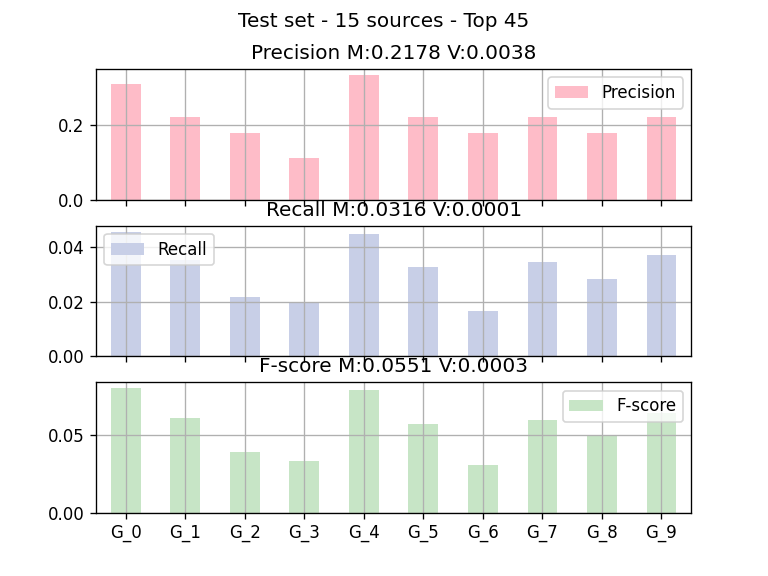 Test set - 15 sources - Top 45
Precision M:0.2178 V:0.0038
Precision
0.2
0.0
Recall M:0.0316 V:0.0001
Recall
0.04
0.02
0.00
F-score M:0.0551 V:0.0003
F-score
0.05
0.00
G_0 G_1 G_2 G_3 G_4 G_5 G_6 G_7 G_8 G_9